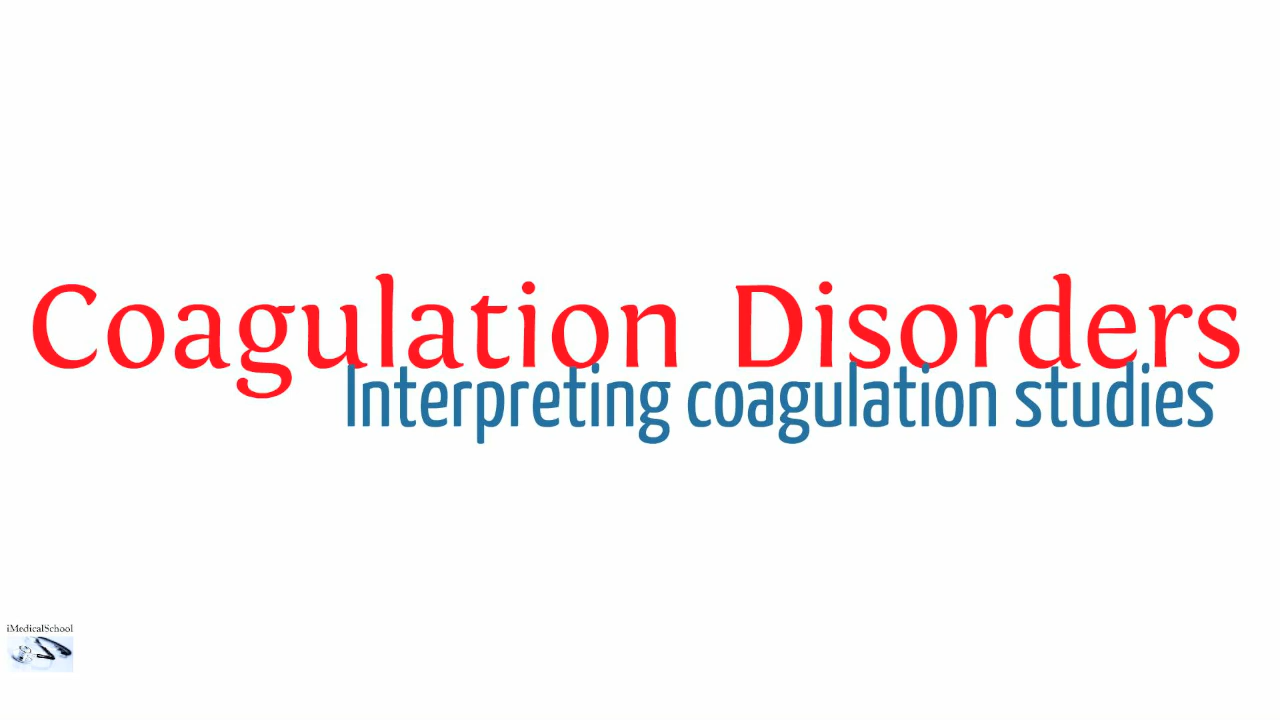 Coagulation Disorders
Interpreting coagulation studies
iMedicalSchool